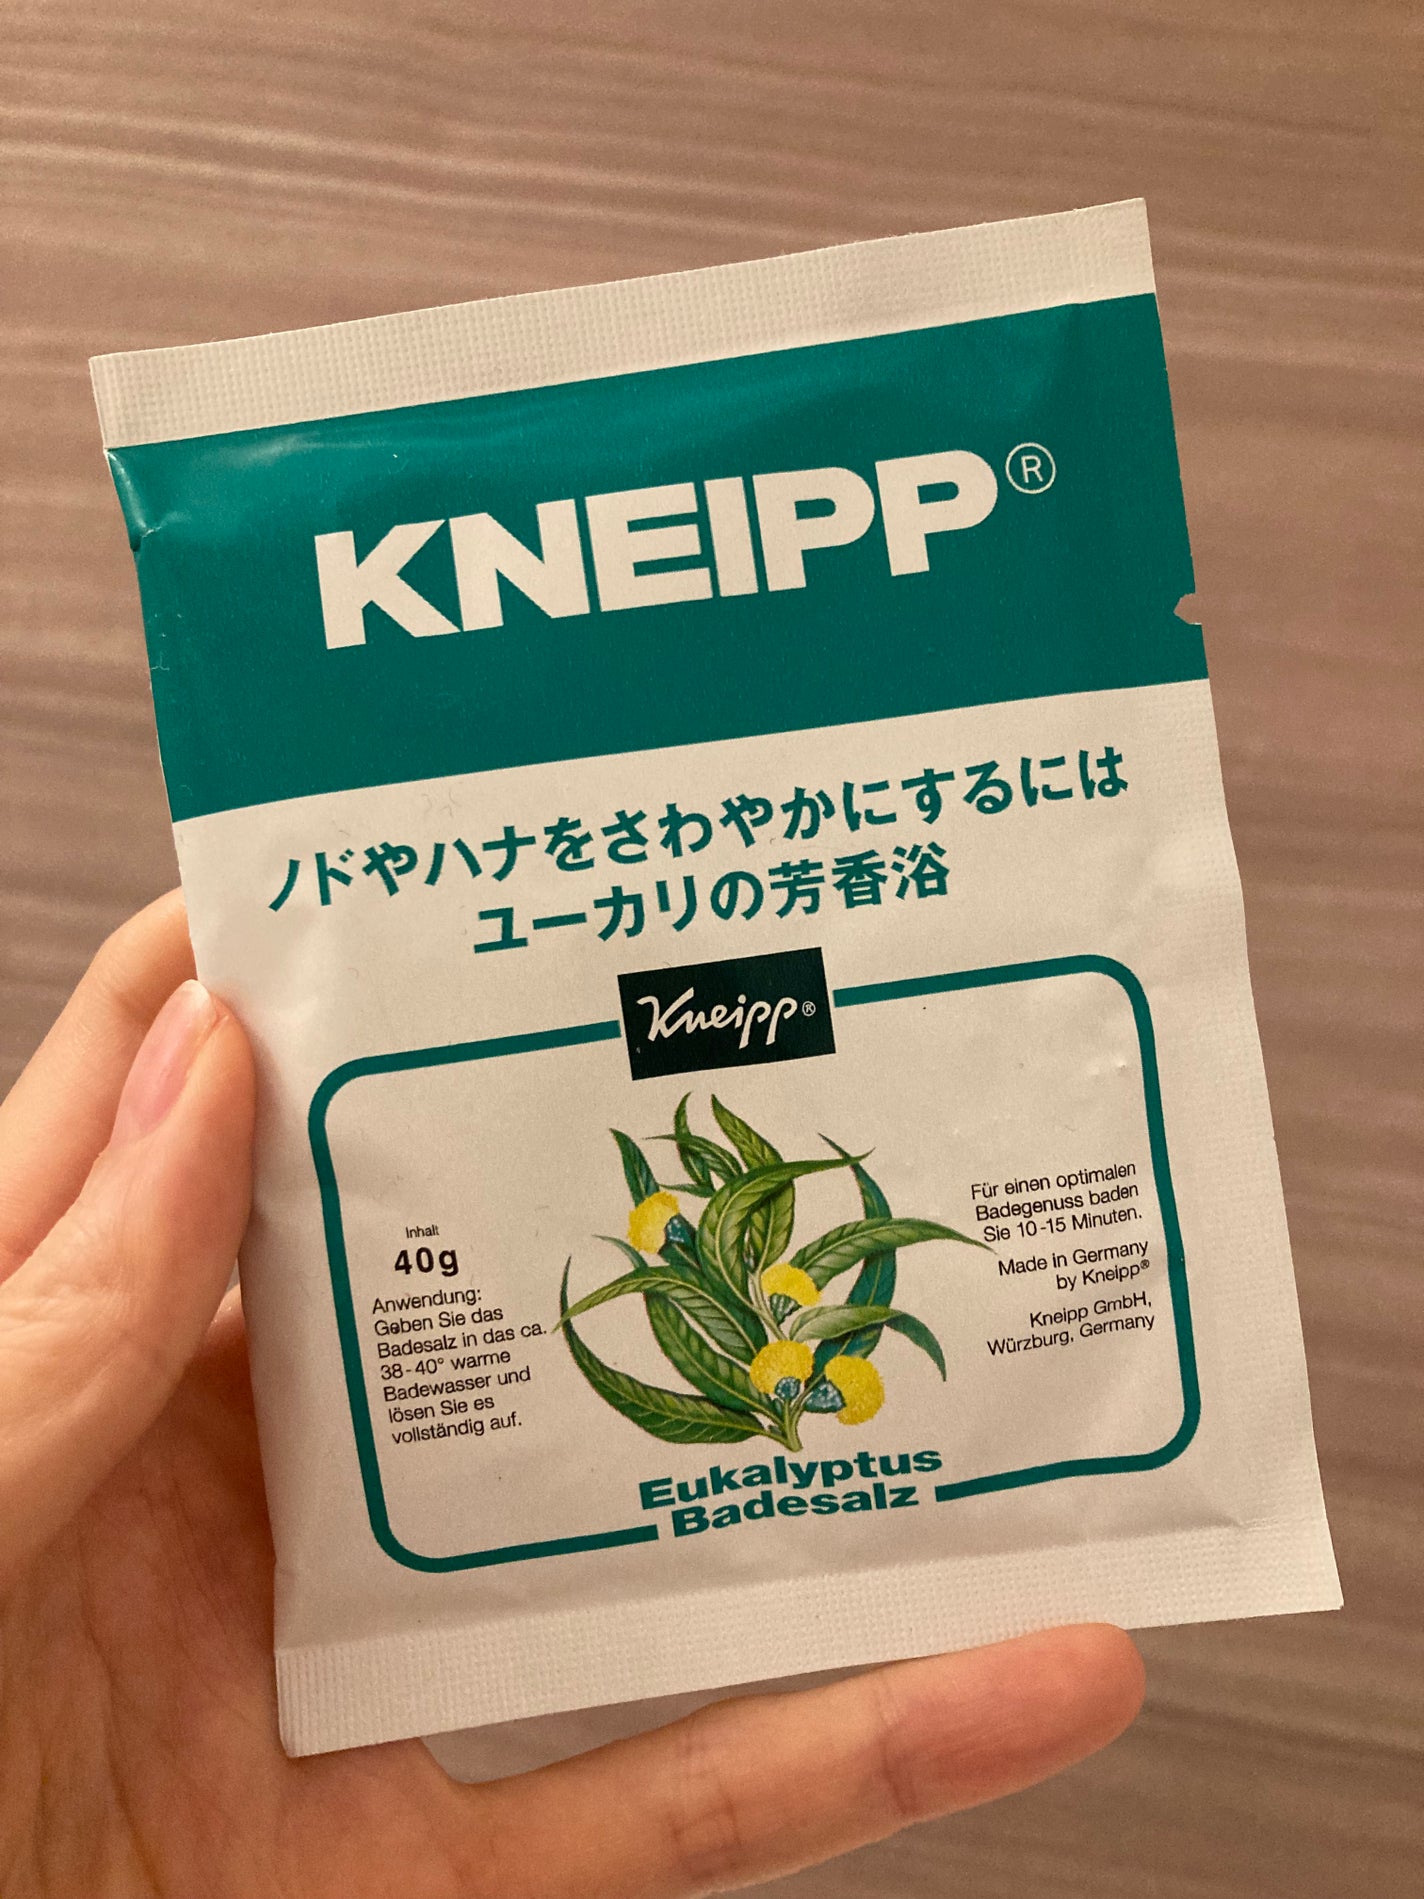 KNEIPP®
ノドやハナをさわやかにするには
ユーカリの芳香浴
Kneipp®
Inhalt
40g
Anwendung:
Geben Sie das
Badesalz in das ca.
38-40° warme
Badewasser und
lösen Sie es
vollständig auf.
Für einen optimalen
Badegenuss baden
Sie 10-15 Minuten.
Made in Germany
by Kneipp®
Kneipp GmbH,
Würzburg, Germany
Eukalyptus
Badesalz